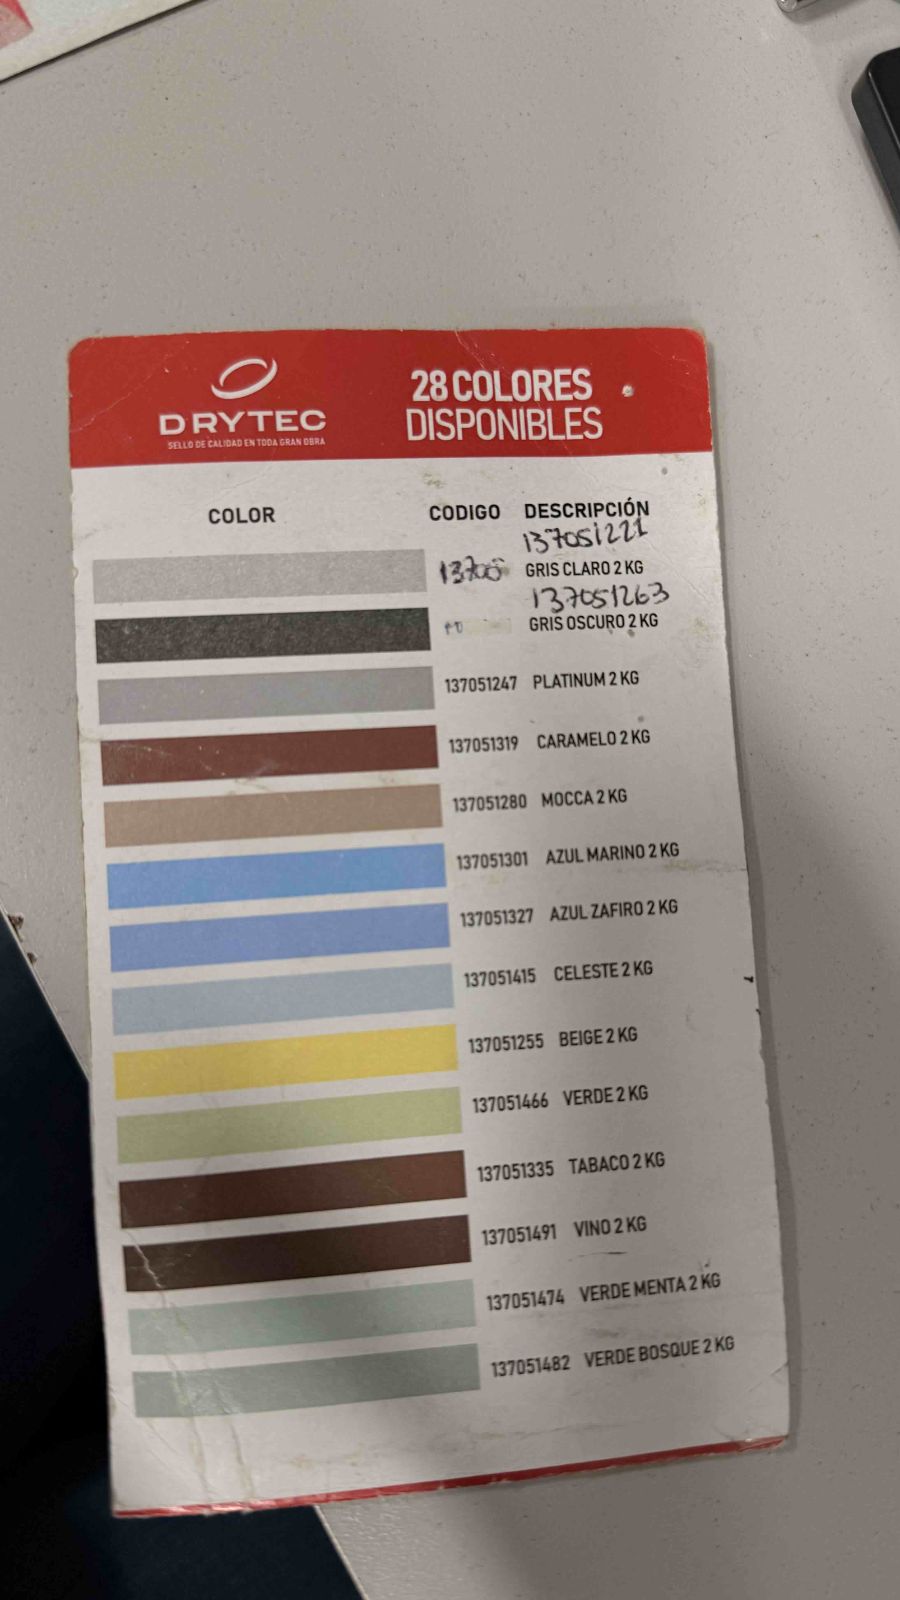 DRYTEC
SELLO DE CALIDAD EN TODA GRAN OBRA
28 COLORES
DISPONIBLES
COLOR CODIGO DESCRIPCIÓN
137051221
13700 GRIS CLARO 2 KG
137051263
GRIS OSCURO 2 KG
137051247 PLATINUM 2 KG
137051319 CARAMELO 2 KG
137051280 MOCCA 2 KG
137051301 AZUL MARINO 2 KG
137051327 AZUL ZAFIRO 2 KG
137051415 CELESTE 2 KG
137051255 BEIGE 2 KG
137051466 VERDE 2 KG
137051335 TABACO 2 KG
137051491 VINO 2 KG
137051474 VERDE MENTA 2 KG
137051482 VERDE BOSQUE 2 KG